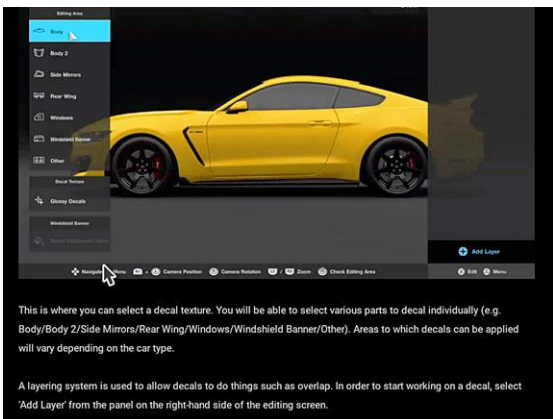 Editing Area
Body
Body 2
Side Mirrors
Rear Wing
Windows
Windshield Banner
Other
Decal Texture
Glossy Decals
Windshield Banner
Add Layer
Menu
Camera Position
Camera Rotation
Zoom
Check Editing Area
Edit
Menu
This is where you can select a decal texture. You will be able to select various parts to decal individually (e.g.
Body/Body 2/Side Mirrors/Rear Wing/Windows/Windshield Banner/Other). Areas to which decals can be applied
will vary depending on the car type.
A layering system is used to allow decals to do things such as overlap. In order to start working on a decal, select
'Add Layer' from the panel on the right-hand side of the editing screen.